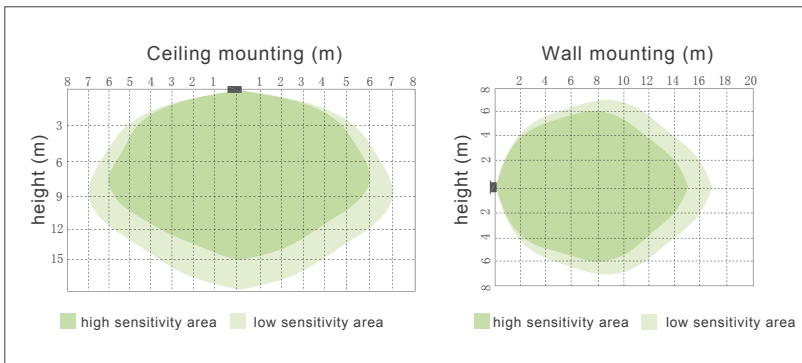 Ceiling mounting (m)
8 7 6 5 4 3 2 1 1 2 3 4 5 6 7 8
height (m)
3
6
9
12
15
high sensitivity area
low sensitivity area
Wall mounting (m)
2 4 6 8 10 12 14 16 18 20
height (m)
8
6
4
2
2
4
6
8
high sensitivity area
low sensitivity area